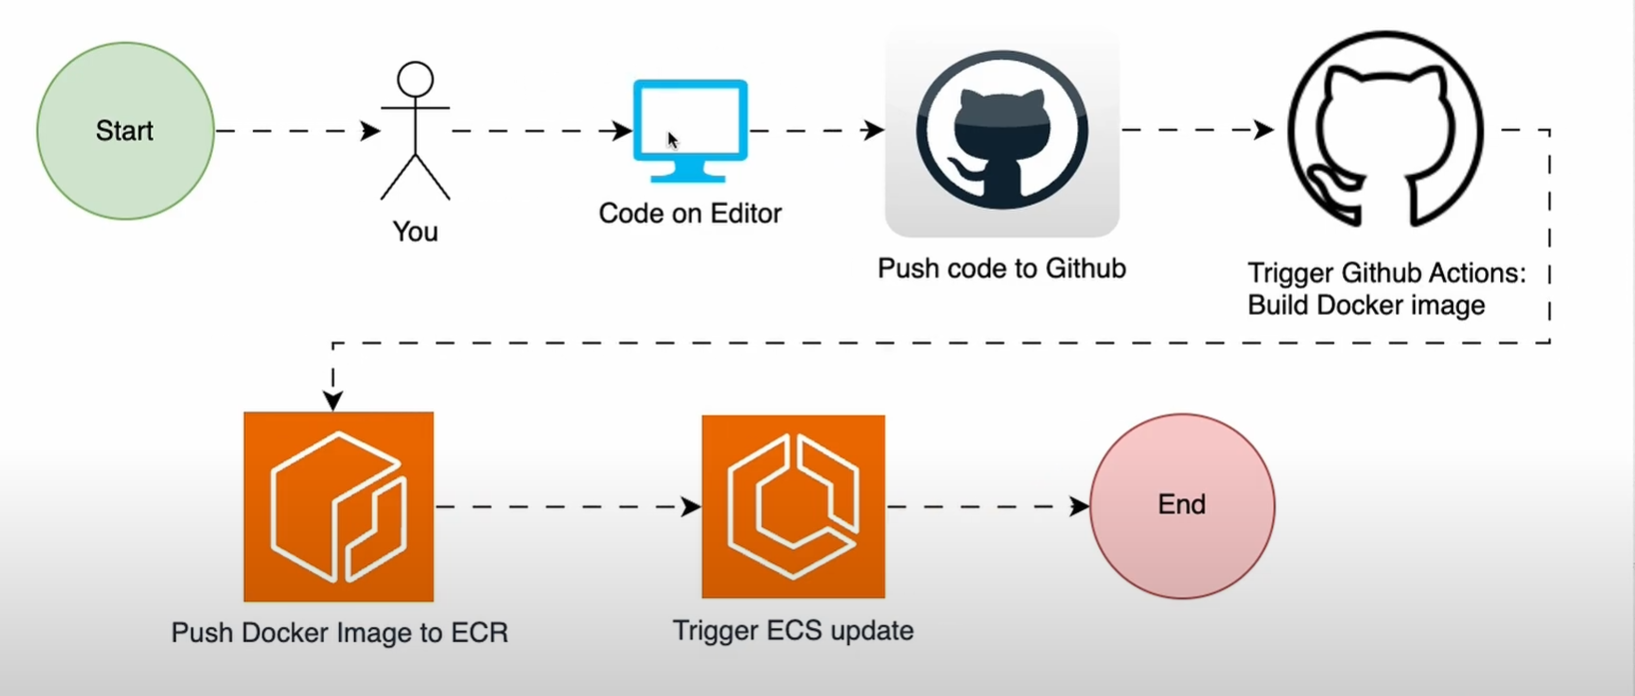 Start
You
Code on Editor
Push code to Github
Trigger Github Actions:
Build Docker image
Push Docker Image to ECR
Trigger ECS update
End